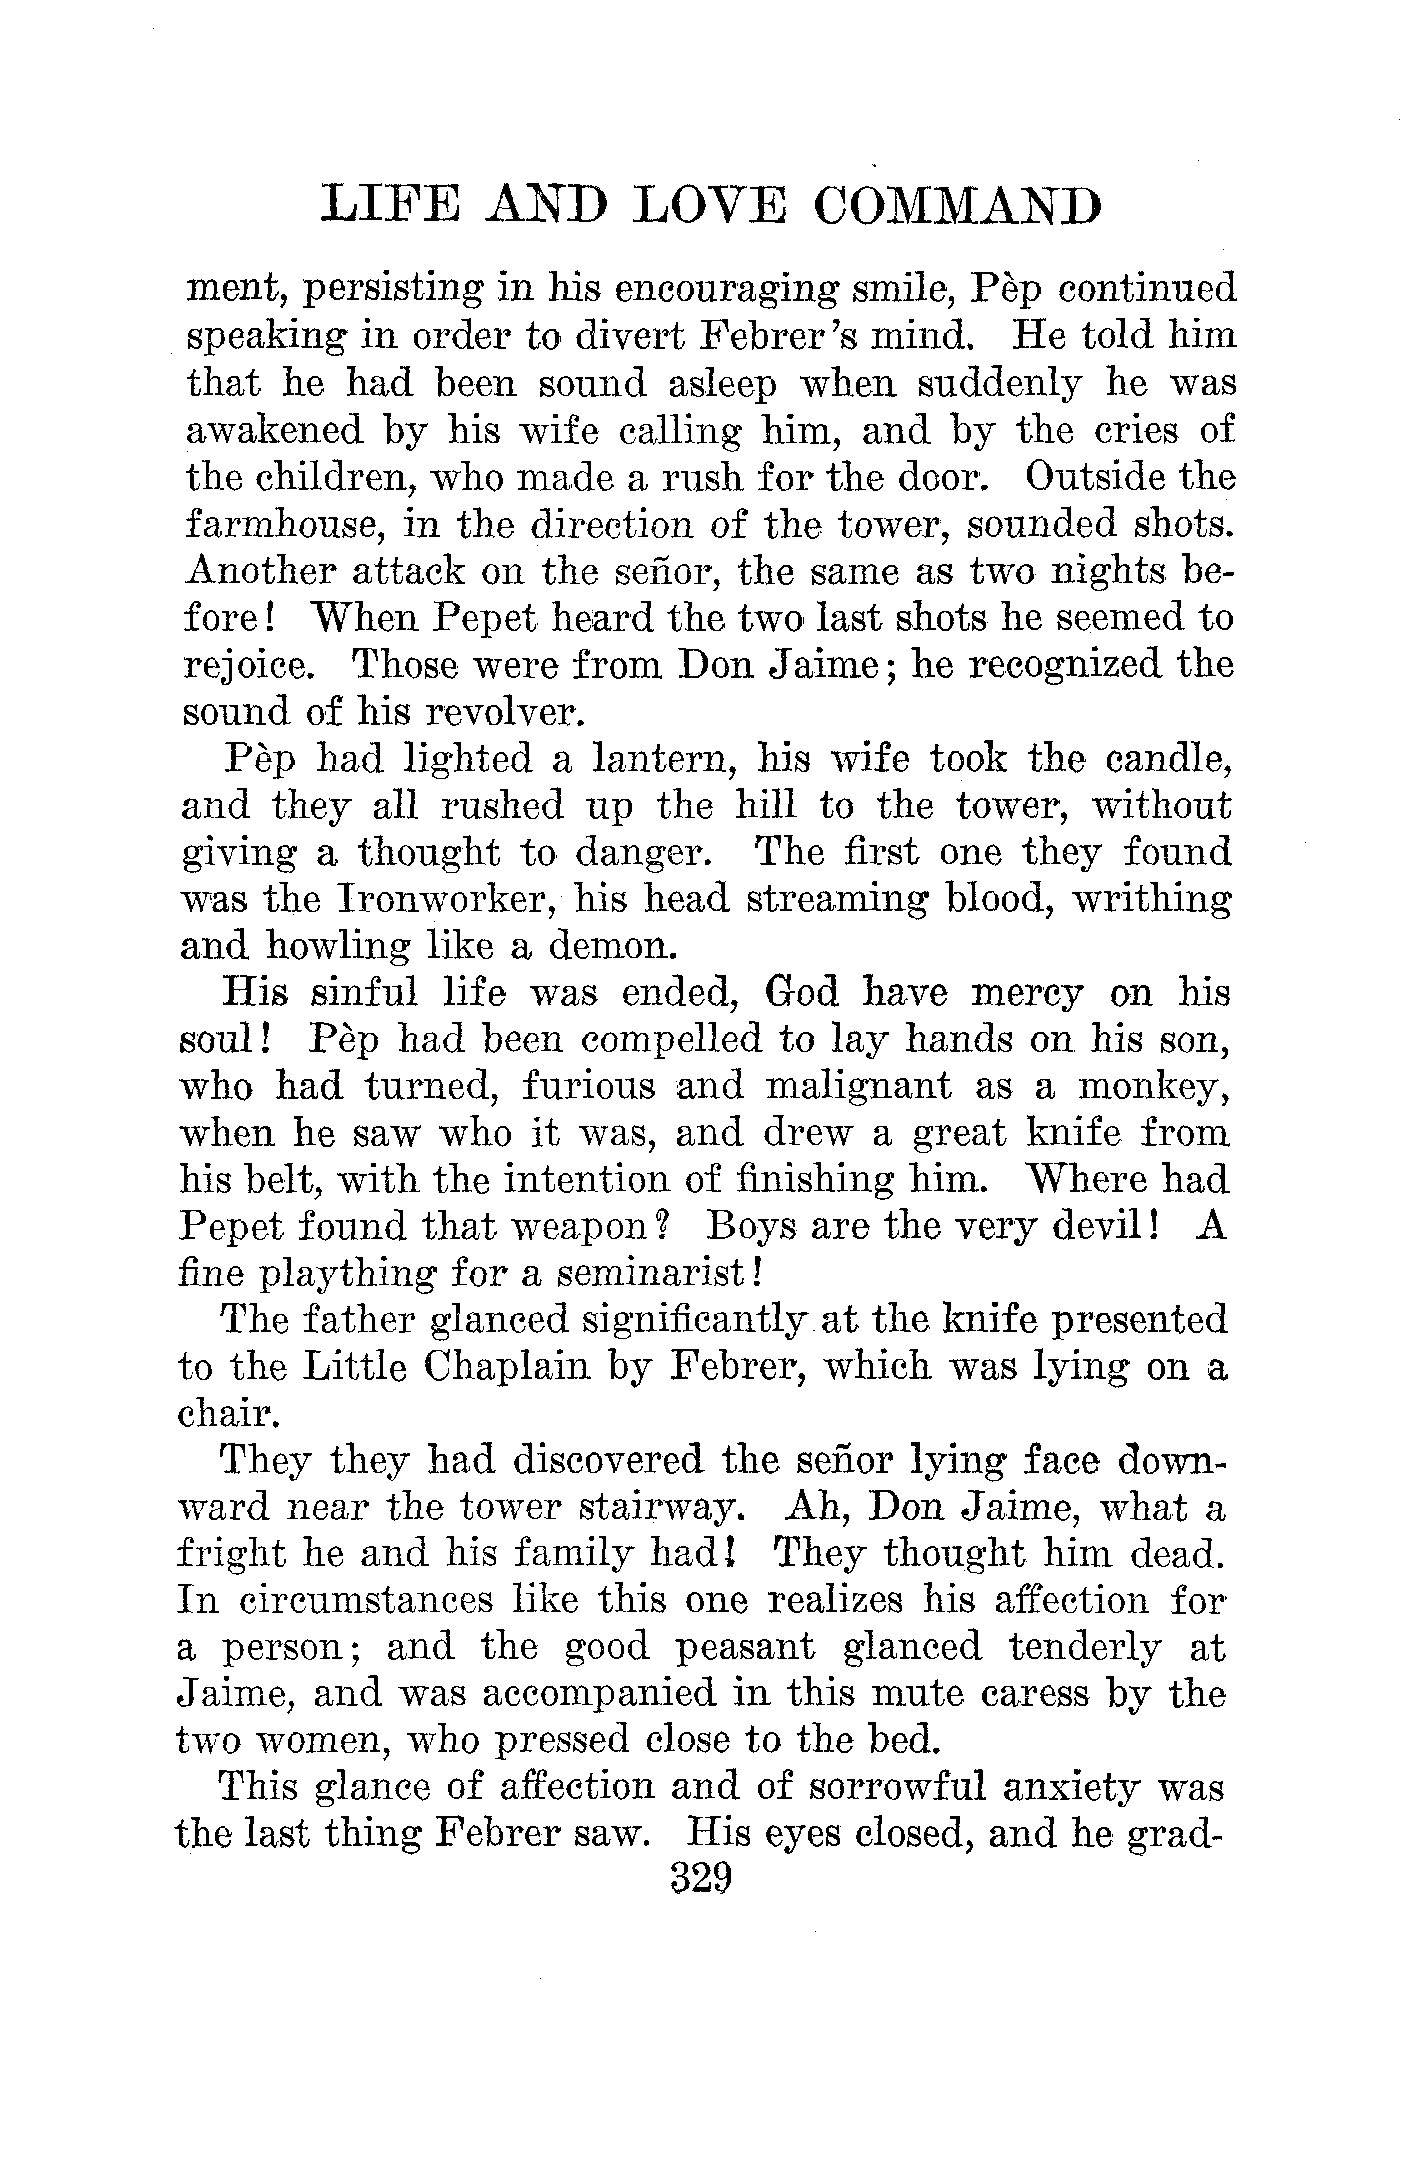 LIFE AND LOVE COMMAND
ment, persisting in his encouraging smile, Pèp continued
speaking in order to divert Febrer's mind. He told him
that he had been sound asleep when suddenly he was
awakened by his wife calling him, and by the cries of
the children, who made a rush for the door. Outside the
farmhouse, in the direction of the tower, sounded shots.
Another attack on the señor, the same as two nights be-
fore! When Pepet heard the two last shots he seemed to
rejoice. Those were from Don Jaime; he recognized the
sound of his revolver.
Pèp had lighted a lantern, his wife took the candle,
and they all rushed up the hill to the tower, without
giving a thought to danger. The first one they found
was the Ironworker, his head streaming blood, writhing
and howling like a demon.
His sinful life was ended, God have mercy on his
soul! Pèp had been compelled to lay hands on his son,
who had turned, furious and malignant as a monkey,
when he saw who it was, and drew a great knife from
his belt, with the intention of finishing him. Where had
Pepet found that weapon? Boys are the very devil! A
fine plaything for a seminarist!
The father glanced significantly at the knife presented
to the Little Chaplain by Febrer, which was lying on a
chair.
They they had discovered the señor lying face down-
ward near the tower stairway. Ah, Don Jaime, what a
fright he and his family had! They thought him dead.
In circumstances like this one realizes his affection for
a person; and the good peasant glanced tenderly at
Jaime, and was accompanied in this mute caress by the
two women, who pressed close to the bed.
This glance of affection and of sorrowful anxiety was
the last thing Febrer saw. His eyes closed, and he grad-
329